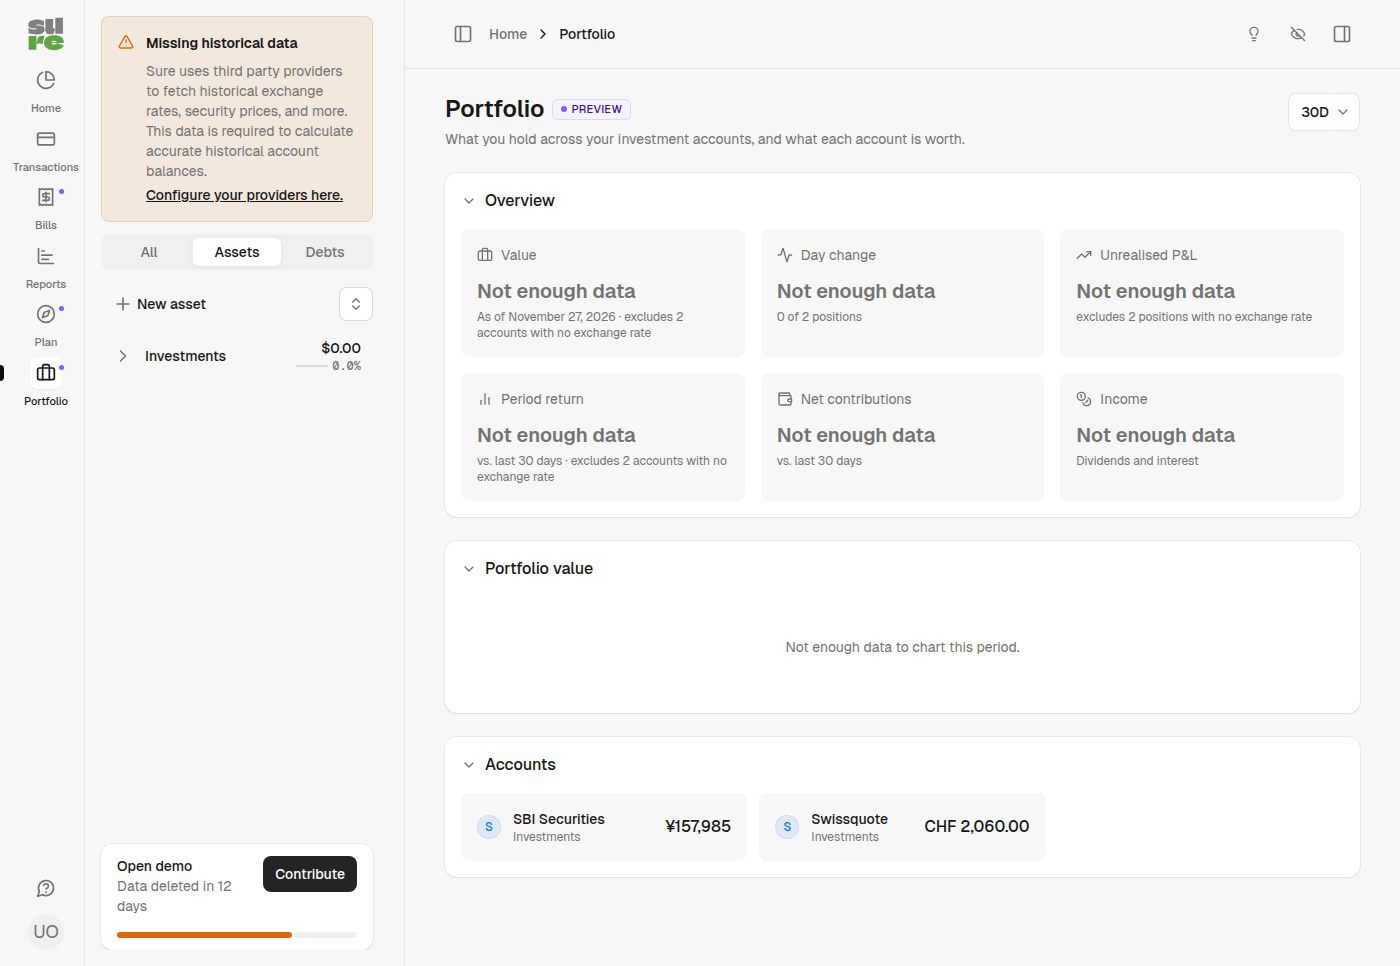 sure
Home
Transactions
Bills
Reports
Plan
Portfolio
UO
Missing historical data
Sure uses third party providers
to fetch historical exchange
rates, security prices, and more.
This data is required to calculate
accurate historical account
balances.
Configure your providers here.
All
Assets
Debts
New asset
Investments
$0.00
0.0%
Open demo
Data deleted in 12
days
Contribute
Home
Portfolio
Portfolio
PREVIEW
What you hold across your investment accounts, and what each account is worth.
30D
Overview
Value
Not enough data
As of November 27, 2026 · excludes 2
accounts with no exchange rate
Day change
Not enough data
0 of 2 positions
Unrealised P&L
Not enough data
excludes 2 positions with no exchange rate
Period return
Not enough data
vs. last 30 days · excludes 2 accounts with no
exchange rate
Net contributions
Not enough data
vs. last 30 days
Income
Not enough data
Dividends and interest
Portfolio value
Not enough data to chart this period.
Accounts
S
SBI Securities
Investments
¥157,985
S
Swissquote
Investments
CHF 2,060.00